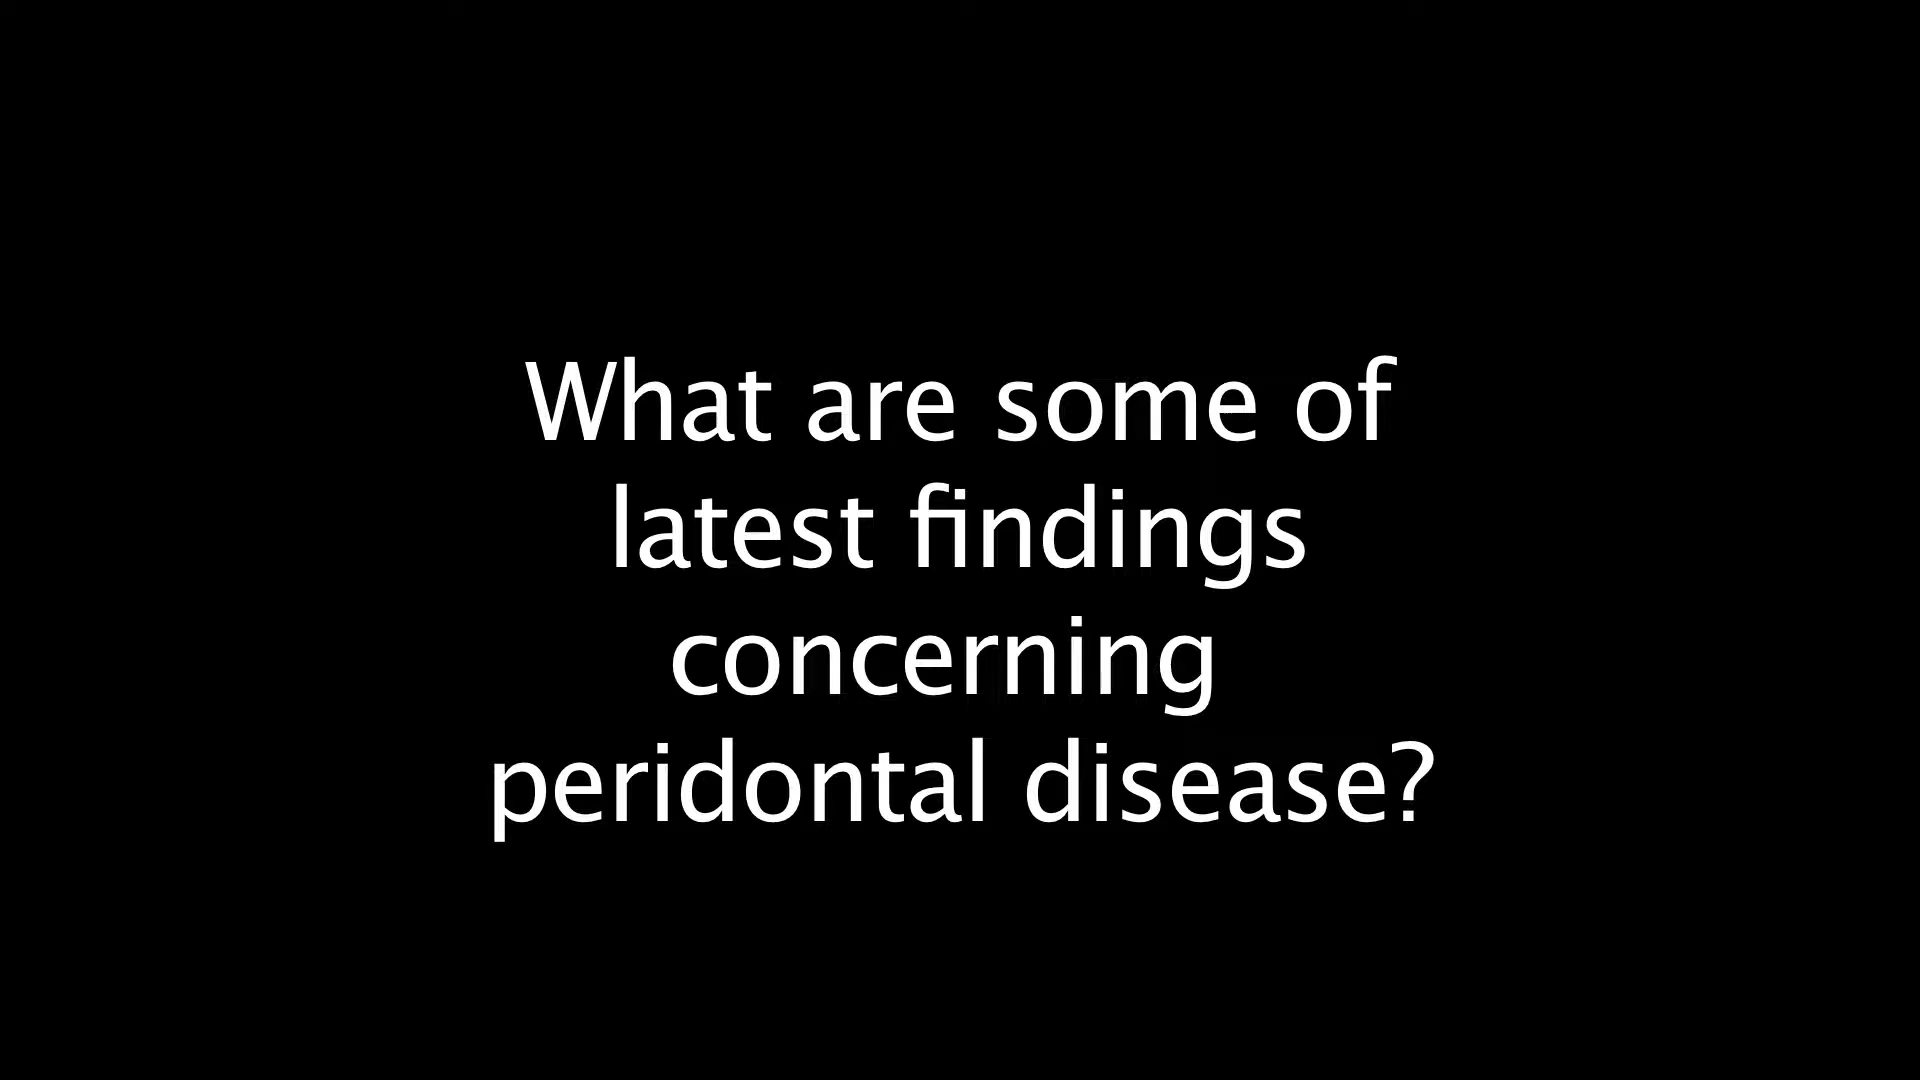 What are some of
latest findings
concerning
peridontal disease?